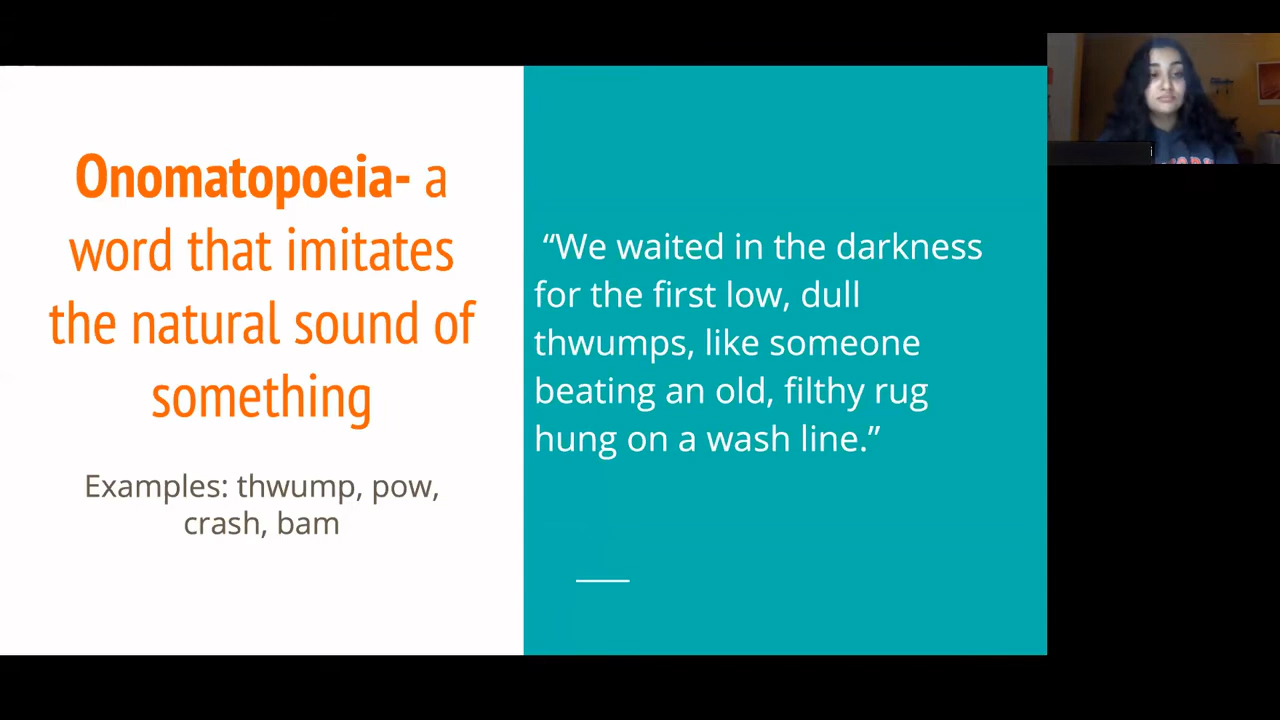 Onomatopoeia- a
word that imitates
the natural sound of
something
Examples: thwump, pow,
crash, bam
“We waited in the darkness
for the first low, dull
thwumps, like someone
beating an old, filthy rug
hung on a wash line.”